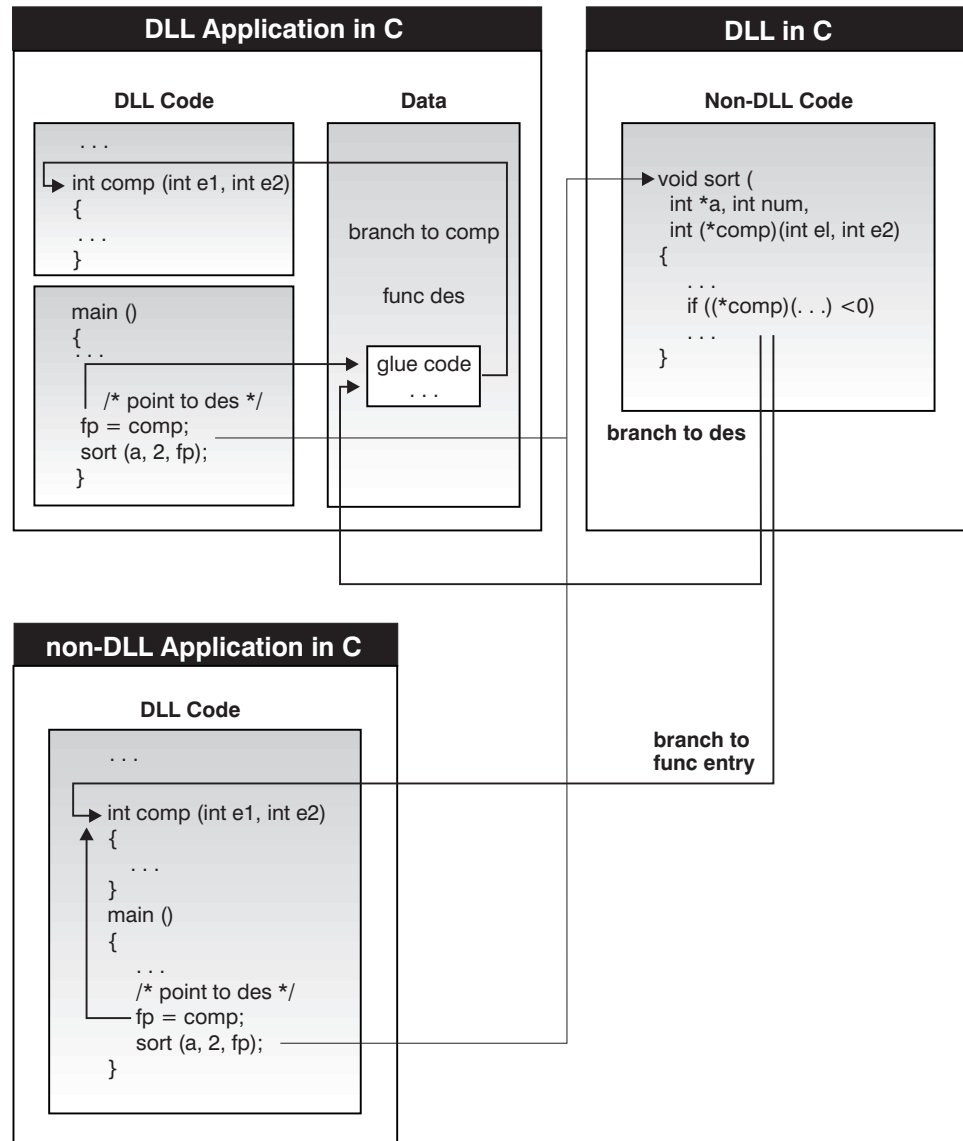 DLL Application in C
DLL Code
. . .
int comp (int e1, int e2)
{
. . .
}
main ()
{
. . .
/* point to des */
fp = comp;
sort (a, 2, fp);
}
Data
branch to comp
func des
glue code
. . .
DLL in C
Non-DLL Code
void sort (
int *a, int num,
int (*comp)(int el, int e2)
{
. . .
if ((*comp)(. . .) <0)
. . .
}
branch to des
non-DLL Application in C
DLL Code
. . .
int comp (int e1, int e2)
{
. . .
}
main ()
{
. . .
/* point to des */
fp = comp;
sort (a, 2, fp);
}
branch to
func entry